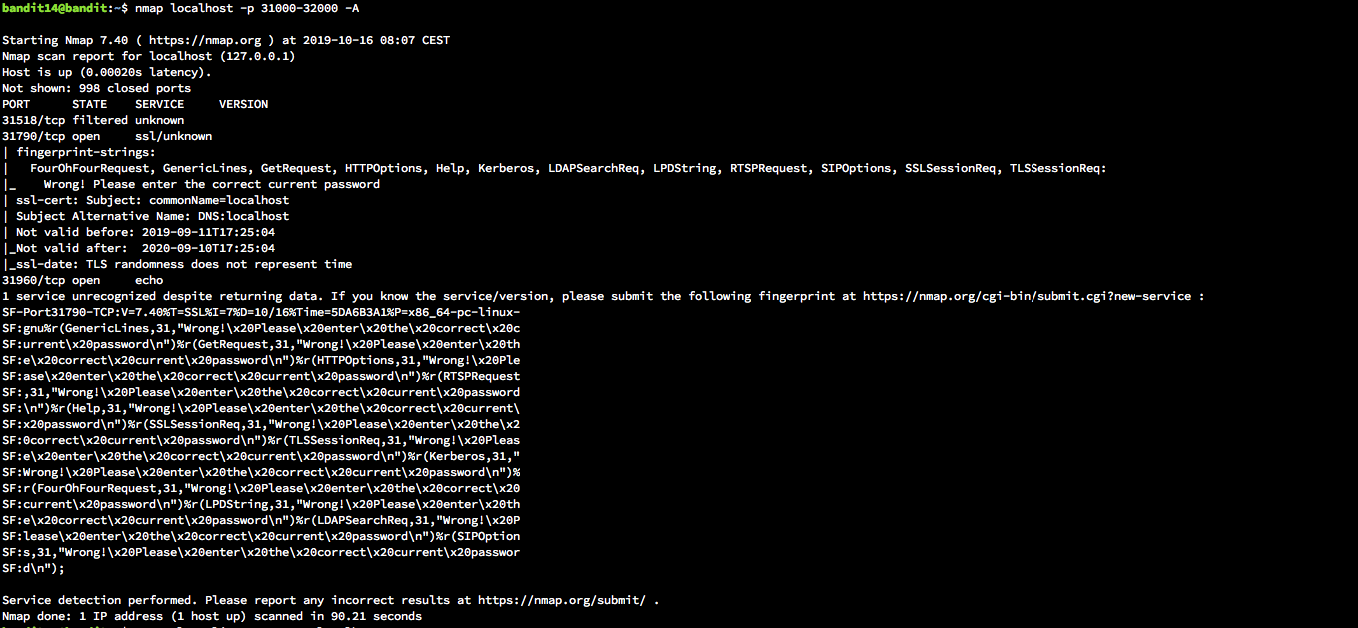 bandit14@bandit:~$ nmap localhost -p 31000-32000 -A
Starting Nmap 7.40 ( https://nmap.org ) at 2019-10-16 08:07 CEST
Nmap scan report for localhost (127.0.0.1)
Host is up (0.00020s latency).
Not shown: 998 closed ports
PORT      STATE    SERVICE     VERSION
31518/tcp filtered unknown
31790/tcp open     ssl/unknown
| fingerprint-strings:
|   FourOhFourRequest, GenericLines, GetRequest, HTTPOptions, Help, Kerberos, LDAPSearchReq, LPDString, RTSPRequest, SIPOptions, SSLSessionReq, TLSSessionReq:
|_    Wrong! Please enter the correct current password
| ssl-cert: Subject: commonName=localhost
| Subject Alternative Name: DNS:localhost
| Not valid before: 2019-09-11T17:25:04
|_Not valid after:  2020-09-10T17:25:04
|_ssl-date: TLS randomness does not represent time
31960/tcp open     echo
1 service unrecognized despite returning data. If you know the service/version, please submit the following fingerprint at https://nmap.org/cgi-bin/submit.cgi?new-service :
SF-Port31790-TCP:V=7.40%T=SSL%I=7%D=10/16%Time=5DA6B3A1%P=x86_64-pc-linux-
SF:gnu%r(GenericLines,31,"Wrong!\x20Please\x20enter\x20the\x20correct\x20c
SF:urrent\x20password\n")%r(GetRequest,31,"Wrong!\x20Please\x20enter\x20th
SF:e\x20correct\x20current\x20password\n")%r(HTTPOptions,31,"Wrong!\x20Ple
SF:ase\x20enter\x20the\x20correct\x20current\x20password\n")%r(RTSPRequest
SF:,31,"Wrong!\x20Please\x20enter\x20the\x20correct\x20current\x20password
SF:\n")%r(Help,31,"Wrong!\x20Please\x20enter\x20the\x20correct\x20current\
SF:x20password\n")%r(SSLSessionReq,31,"Wrong!\x20Please\x20enter\x20the\x2
SF:0correct\x20current\x20password\n")%r(TLSSessionReq,31,"Wrong!\x20Pleas
SF:e\x20enter\x20the\x20correct\x20current\x20password\n")%r(Kerberos,31,"
SF:Wrong!\x20Please\x20enter\x20the\x20correct\x20current\x20password\n")%
SF:r(FourOhFourRequest,31,"Wrong!\x20Please\x20enter\x20the\x20correct\x20
SF:current\x20password\n")%r(LPDString,31,"Wrong!\x20Please\x20enter\x20th
SF:e\x20correct\x20current\x20password\n")%r(LDAPSearchReq,31,"Wrong!\x20P
SF:lease\x20enter\x20the\x20correct\x20current\x20password\n")%r(SIPOption
SF:s,31,"Wrong!\x20Please\x20enter\x20the\x20correct\x20current\x20passwor
SF:d\n");
Service detection performed. Please report any incorrect results at https://nmap.org/submit/ .
Nmap done: 1 IP address (1 host up) scanned in 90.21 seconds